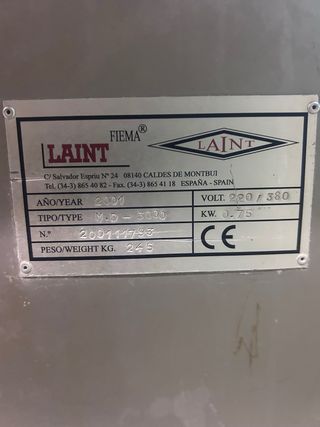 FIEMA®
LAINT
LAINT
C/ Salvador Espriu Nº 24 08140 CALDES DE MONTBUI
Tel. (34-3) 865 40 82 - Fax. (34-3) 865 41 18 ESPAÑA - SPAIN
AÑO/YEAR 2001 VOLT. 220/380
TIPO/TYPE M.D-3000 KW. 0.75
N.º 200111793
PESO/WEIGHT KG. 245
CE